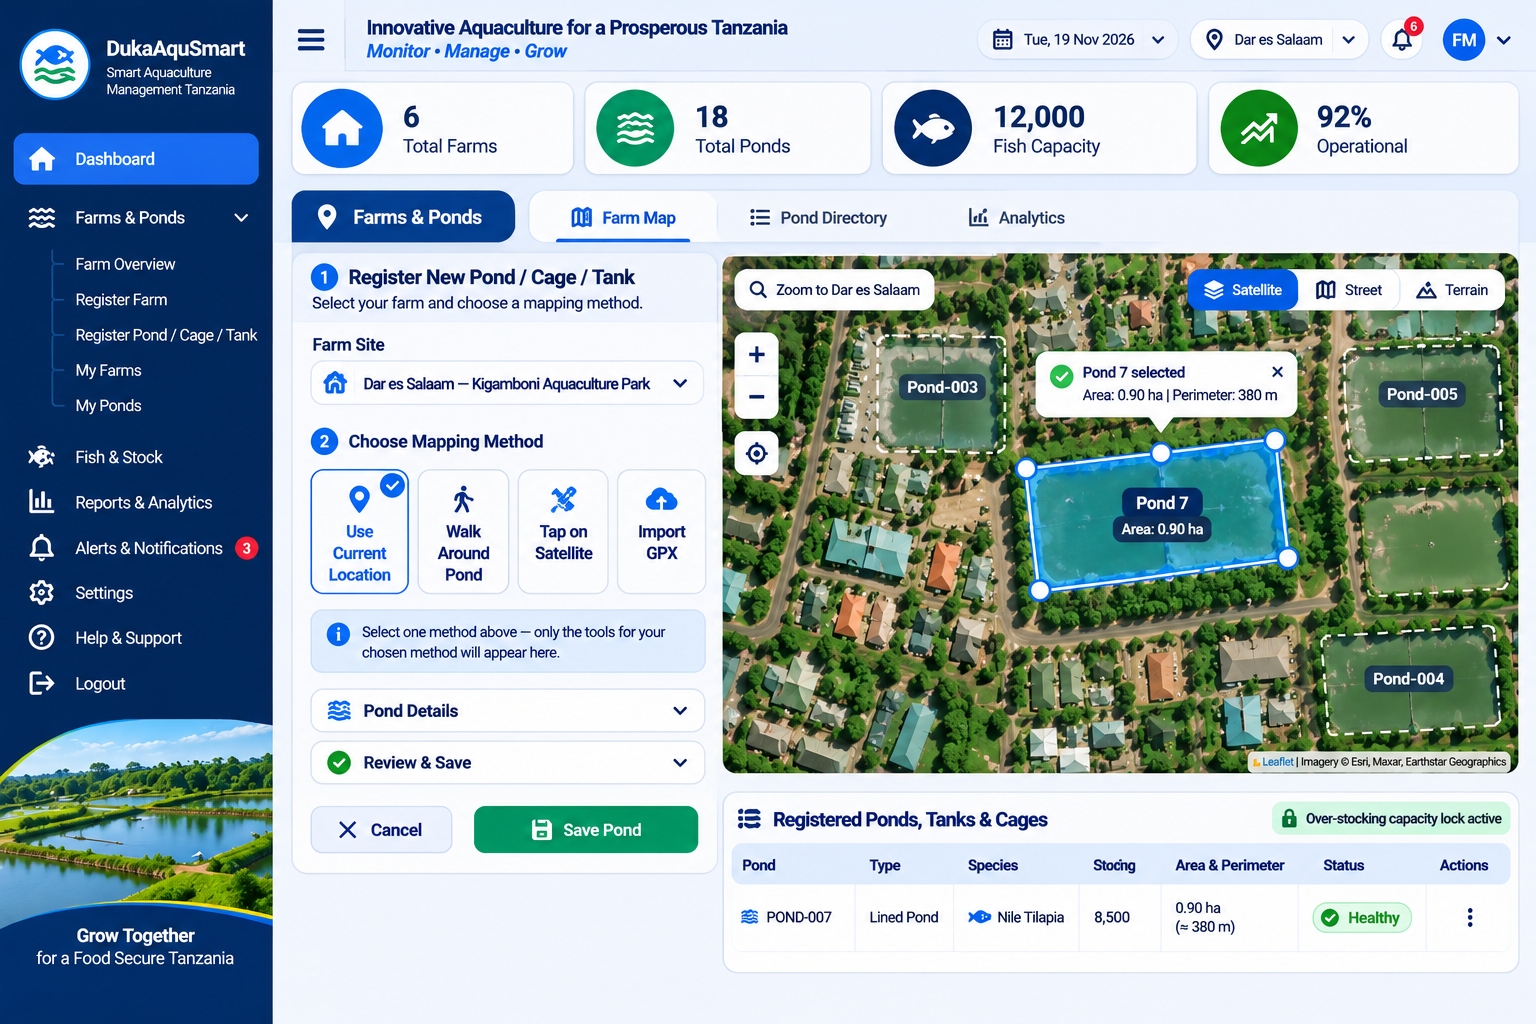 DukaAquSmart
Smart Aquaculture
Management Tanzania
Dashboard
Farms & Ponds
Farm Overview
Register Farm
Register Pond / Cage / Tank
My Farms
My Ponds
Fish & Stock
Reports & Analytics
Alerts & Notifications 3
Settings
Help & Support
Logout
Grow Together
for a Food Secure Tanzania
Innovative Aquaculture for a Prosperous Tanzania
Monitor • Manage • Grow
Tue, 19 Nov 2026
Dar es Salaam
6
FM
6
Total Farms
18
Total Ponds
12,000
Fish Capacity
92%
Operational
Farms & Ponds
Farm Map
Pond Directory
Analytics
1 Register New Pond / Cage / Tank
Select your farm and choose a mapping method.
Farm Site
Dar es Salaam — Kigamboni Aquaculture Park
2 Choose Mapping Method
Use
Current
Location
Walk
Around
Pond
Tap on
Satellite
Import
GPX
Select one method above — only the tools for your
chosen method will appear here.
Pond Details
Review & Save
Cancel
Save Pond
Zoom to Dar es Salaam
Satellite
Street
Terrain
+
−
Pond-003
Pond 7 selected
Area: 0.90 ha | Perimeter: 380 m
Pond-005
Pond 7
Area: 0.90 ha
Pond-004
Leaflet | Imagery © Esri, Maxar, Earthstar Geographics
Registered Ponds, Tanks & Cages
Over-stocking capacity lock active
Pond Type Species Area & Perimeter Status Actions
POND-007 Lined Pond Nile Tilapia 8,500 0.90 ha Healthy
(≈ 380 m)